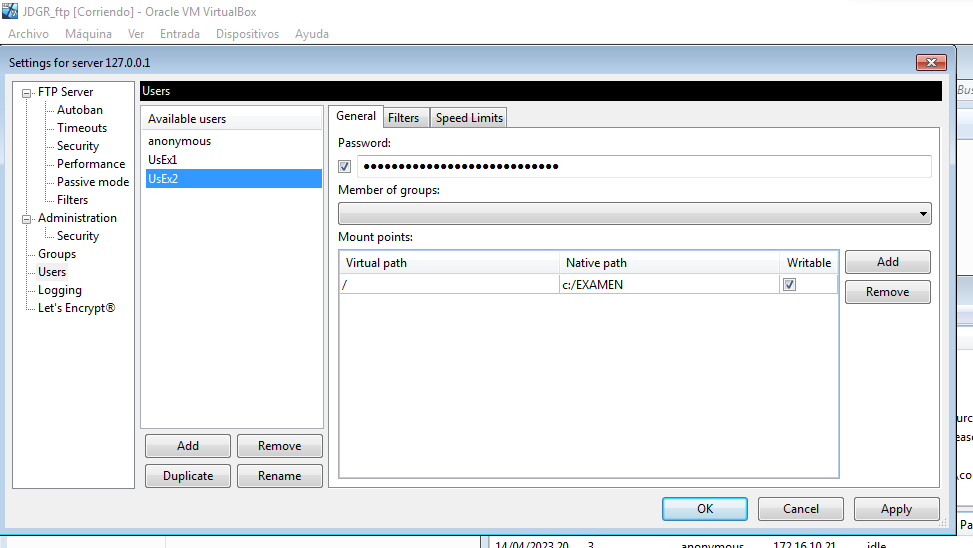 JDGR_ftp [Corriendo] - Oracle VM VirtualBox
Archivo Máquina Ver Entrada Dispositivos Ayuda
Settings for server 127.0.0.1
FTP Server
Autoban
Timeouts
Security
Performance
Passive mode
Filters
Administration
Security
Groups
Users
Logging
Let's Encrypt®
Users
Available users
anonymous
UsEx1
UsEx2
Add Remove
Duplicate Rename
General Filters Speed Limits
Password:
●●●●●●●●●●●●●●●●●●●●●●●●●●●●
Member of groups:
Mount points:
Virtual path Native path Writable
/ c:/EXAMEN
Add
Remove
OK Cancel Apply
Bus
urc
ease
\co
Pa
14/04/2023 20 3 anonymous 172.16.10.21 idle